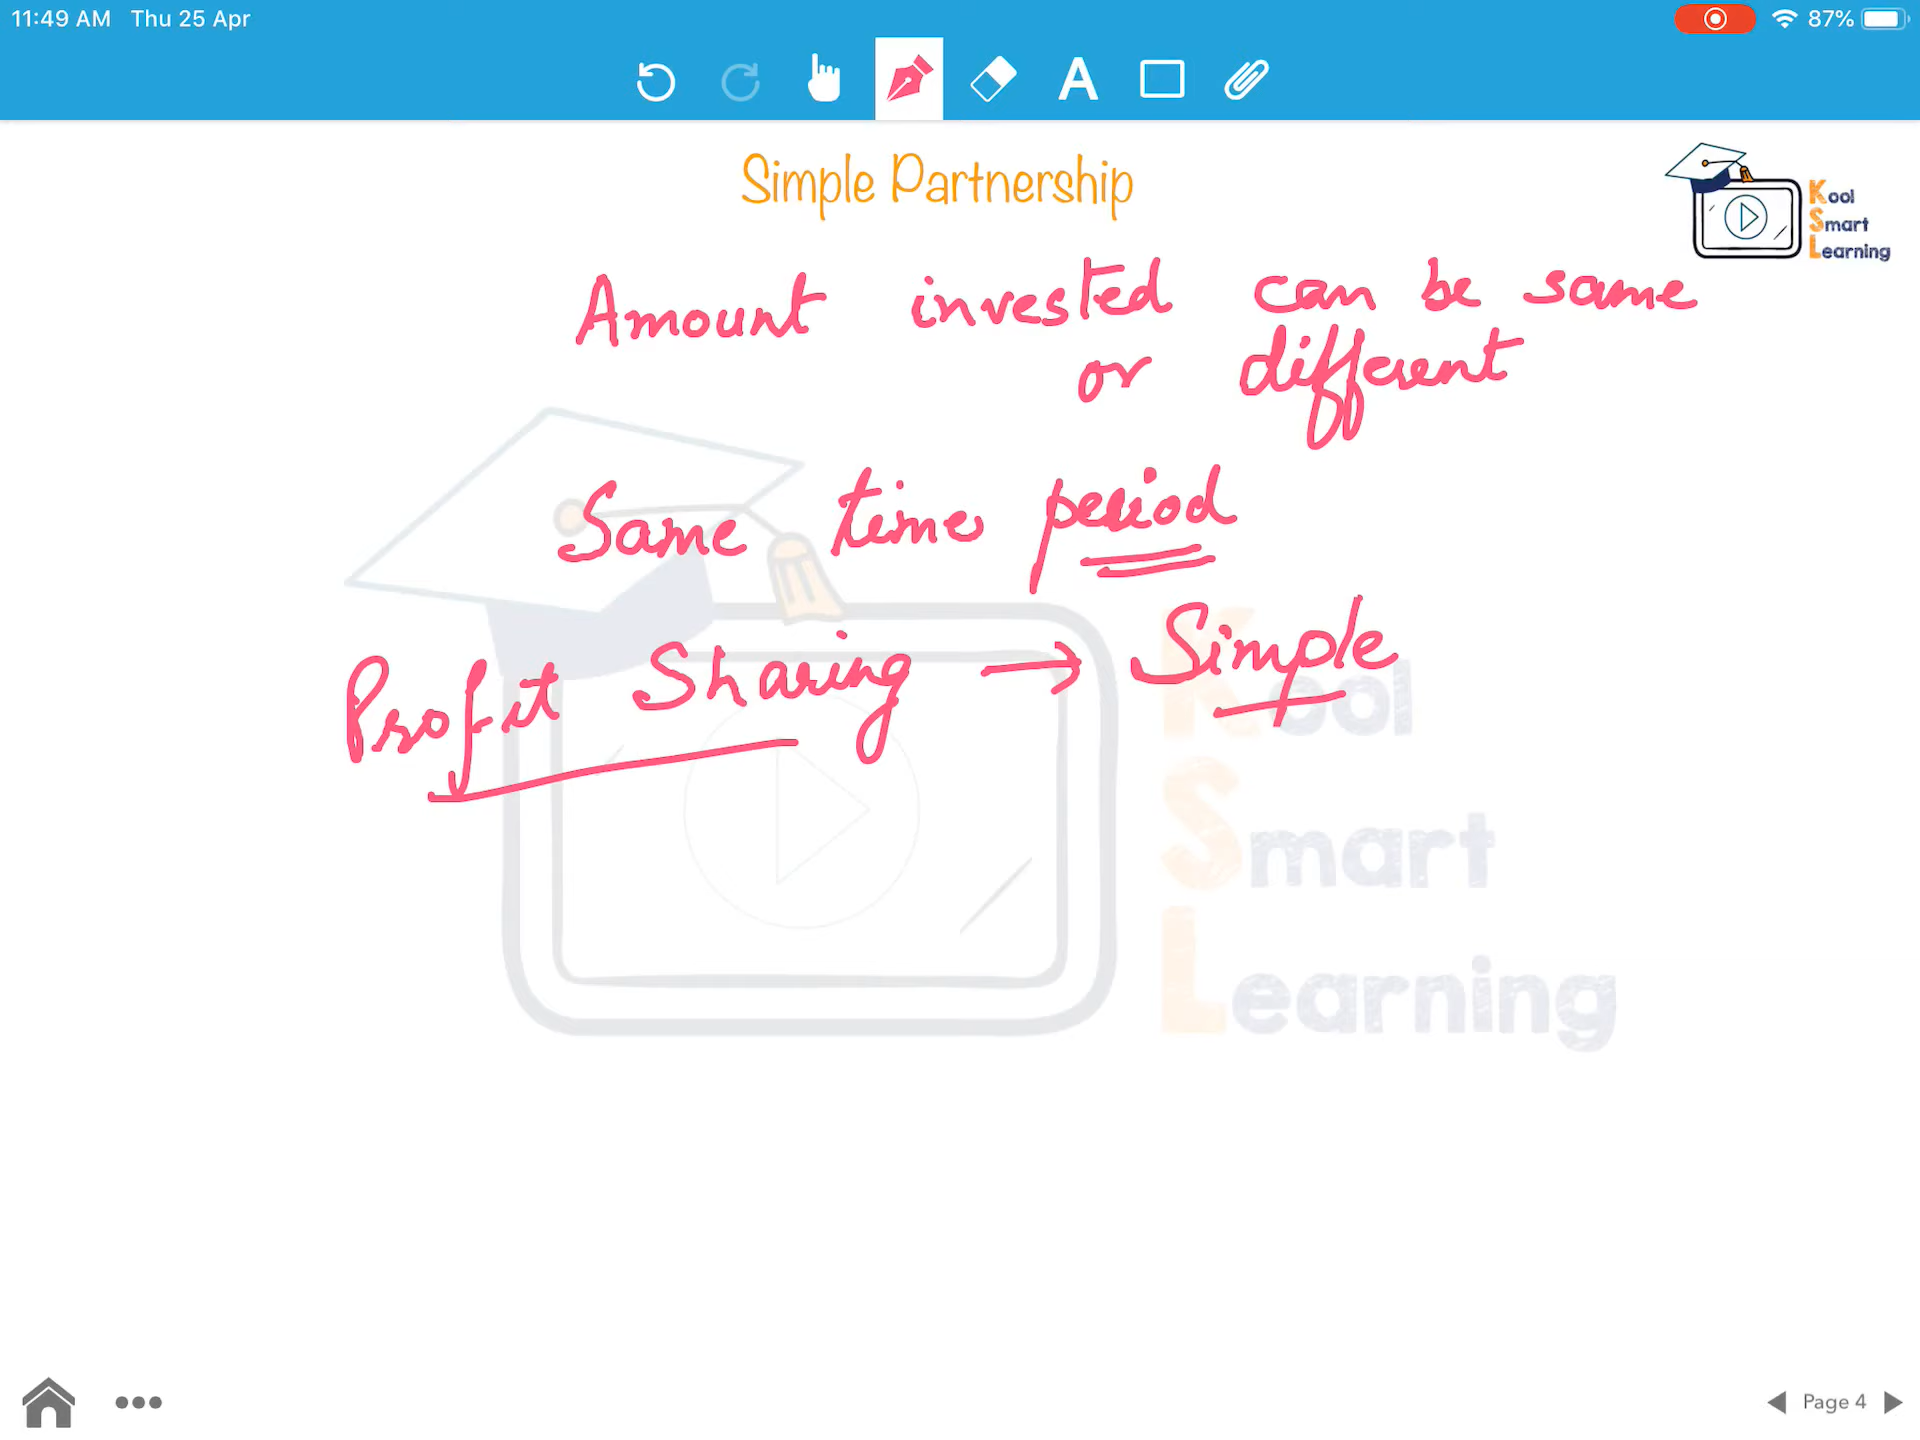 11:49 AM Thu 25 Apr
87%
Simple Partnership
Kool
Smart
Learning
Amount invested can be same
or different
Same time period
Profit Sharing → Simple
Kool
Smart
Learning
Page 4